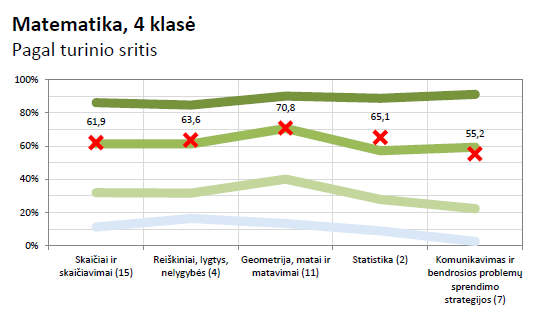 Matematika, 4 klasė
Pagal turinio sritis
100%
80%
60%
40%
20%
0%
61,9
63,6
70,8
65,1
55,2
Skaičiai ir
skaičiavimai (15)
Reiškiniai, lygtys,
nelygybės (4)
Geometrija, matai ir
matavimai (11)
Statistika (2)
Komunikavimas ir
bendrosios problemų
sprendimo
strategijos (7)